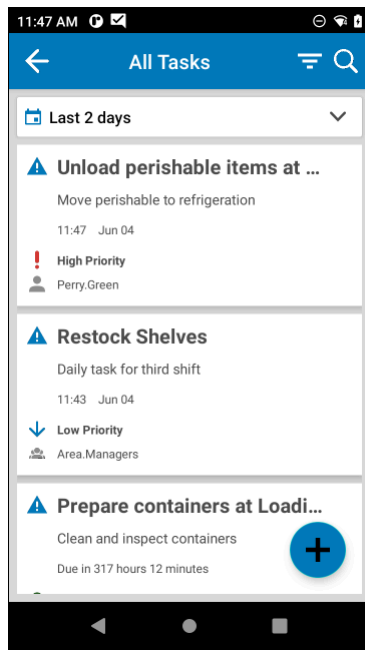 11:47 AM
All Tasks
Last 2 days
Unload perishable items at ...
Move perishable to refrigeration
11:47 Jun 04
High Priority
Perry.Green
Restock Shelves
Daily task for third shift
11:43 Jun 04
Low Priority
Area.Managers
Prepare containers at Loadi...
Clean and inspect containers
Due in 317 hours 12 minutes